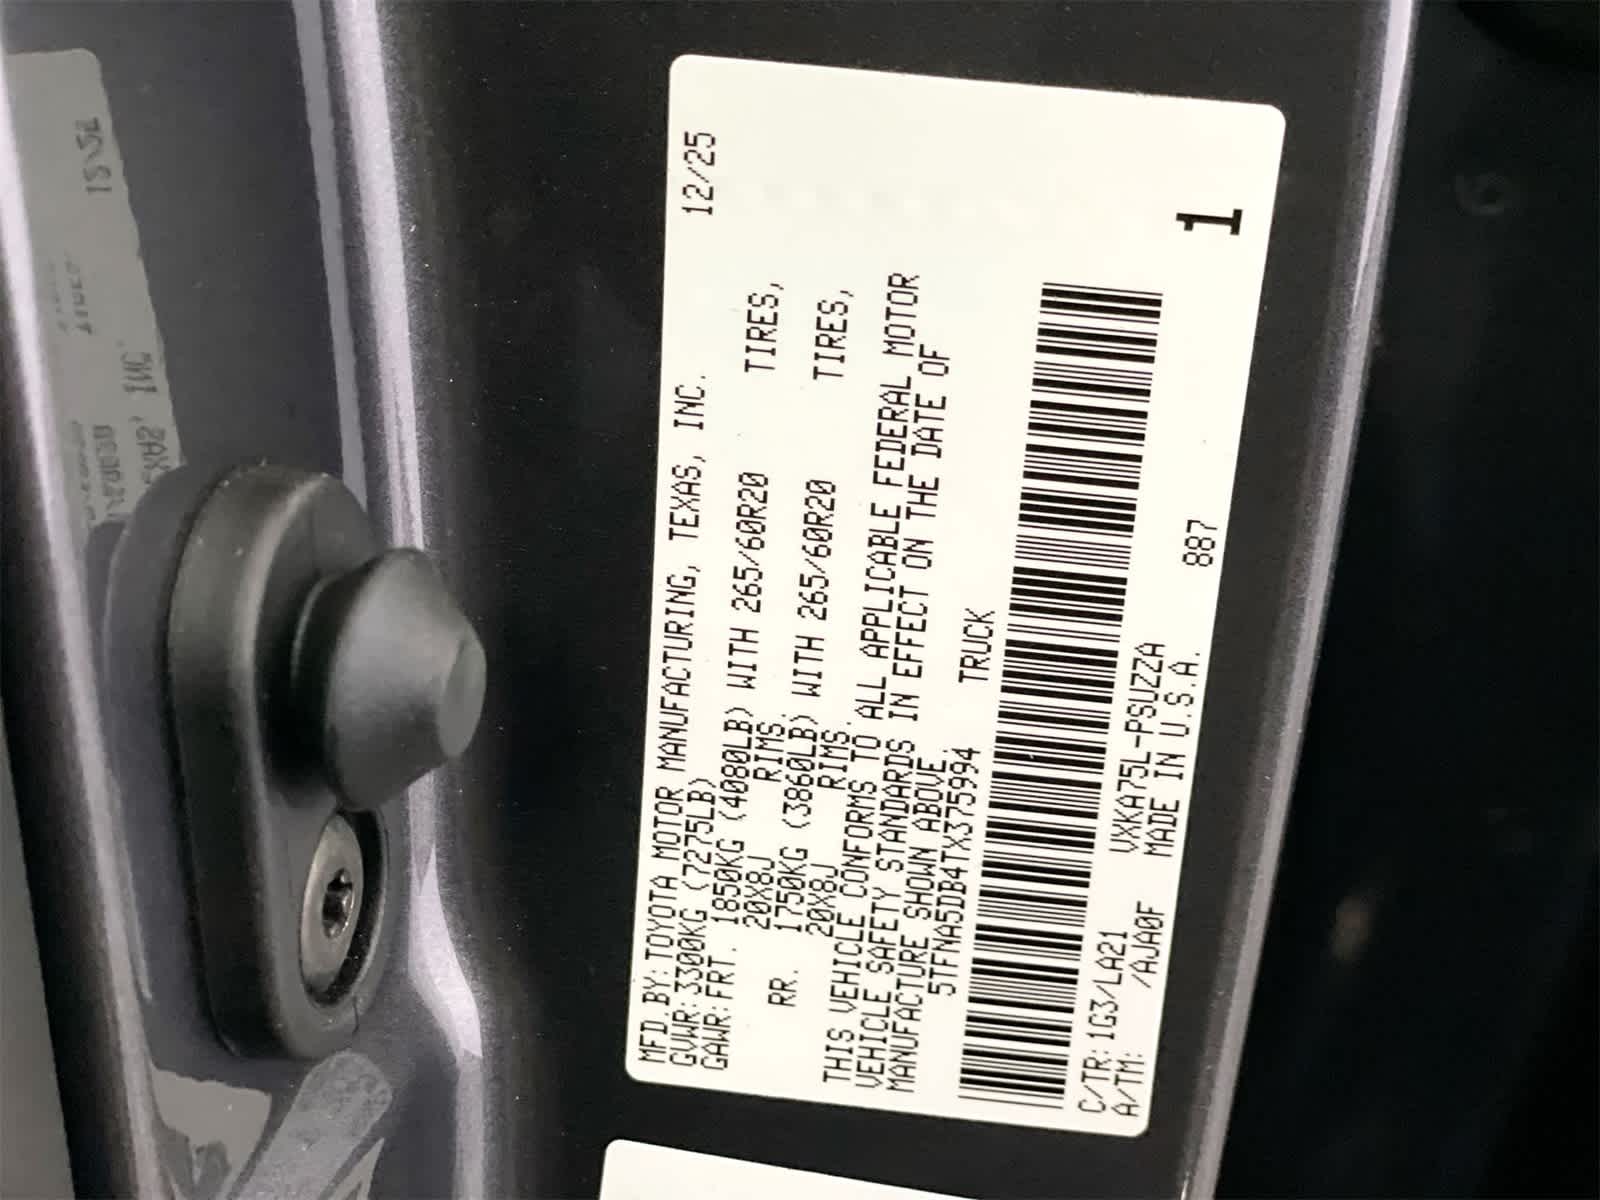 MFD.BY:TOYOTA MOTOR MANUFACTURING, TEXAS, INC. 12/25
GVWR:3300KG (7275LB)
GAWR:FRT. 1850KG (4080LB) WITH 265/60R20 TIRES,
20X8J RIMS.
RR. 1750KG (3860LB) WITH 265/60R20 TIRES,
20X8J RIMS.
THIS VEHICLE CONFORMS TO ALL APPLICABLE FEDERAL MOTOR
VEHICLE SAFETY STANDARDS IN EFFECT ON THE DATE OF
MANUFACTURE SHOWN ABOVE.
5TFNA5DB4TX375994 TRUCK
C/TR:1G3/LA21 VXKA75L-PSUZZA 887 1
A/TM: /AJA0F MADE IN U.S.A.